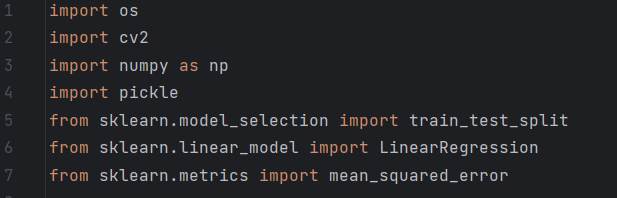 1 import os
2 import cv2
3 import numpy as np
4 import pickle
5 from sklearn.model_selection import train_test_split
6 from sklearn.linear_model import LinearRegression
7 from sklearn.metrics import mean_squared_error